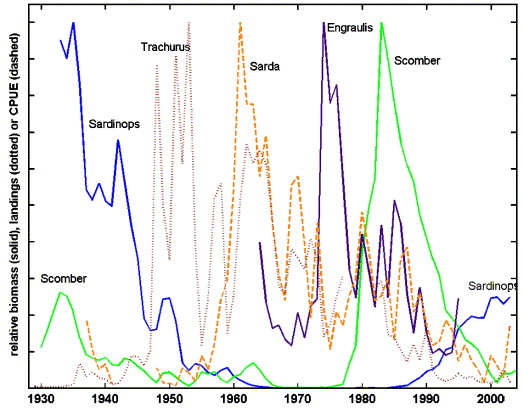 relative biomass (solid), landings (dotted) or CPUE (dashed)
Engraulis
Trachurus
Scomber
Sarda
Sardinops
Scomber
Sardinops
1930 1940 1950 1960 1970 1980 1990 2000